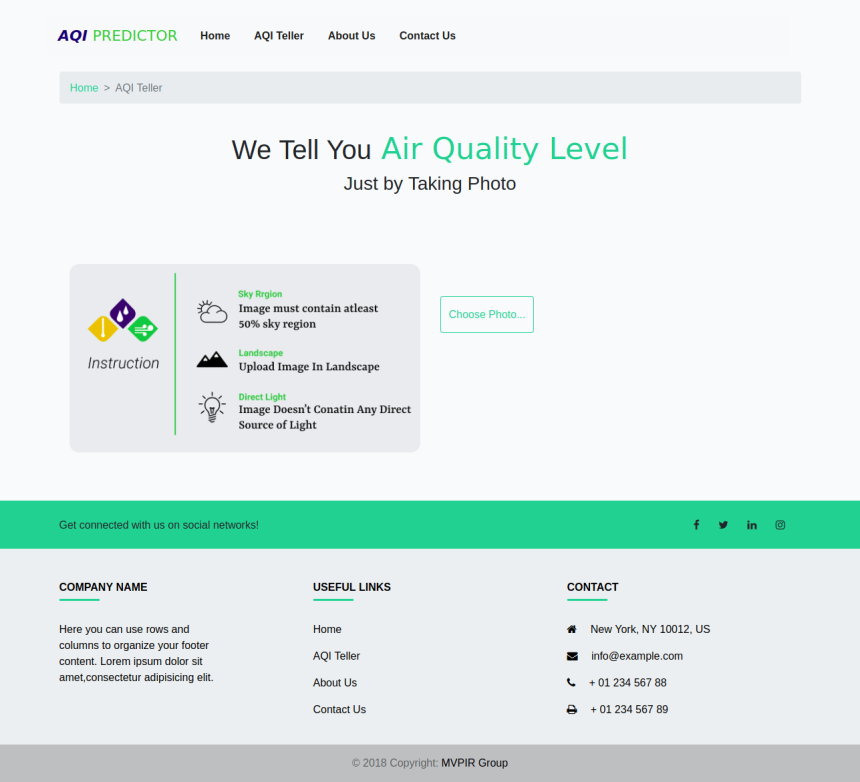 AQI PREDICTOR Home AQI Teller About Us Contact Us
Home > AQI Teller
We Tell You Air Quality Level
Just by Taking Photo
Instruction
Sky Rrgion
Image must contain atleast
50% sky region
Landscape
Upload Image In Landscape
Direct Light
Image Doesn't Conatin Any Direct
Source of Light
Choose Photo...
Get connected with us on social networks!
COMPANY NAME
Here you can use rows and
columns to organize your footer
content. Lorem ipsum dolor sit
amet,consectetur adipisicing elit.
USEFUL LINKS
Home
AQI Teller
About Us
Contact Us
CONTACT
New York, NY 10012, US
info@example.com
+ 01 234 567 88
+ 01 234 567 89
© 2018 Copyright: MVPIR Group